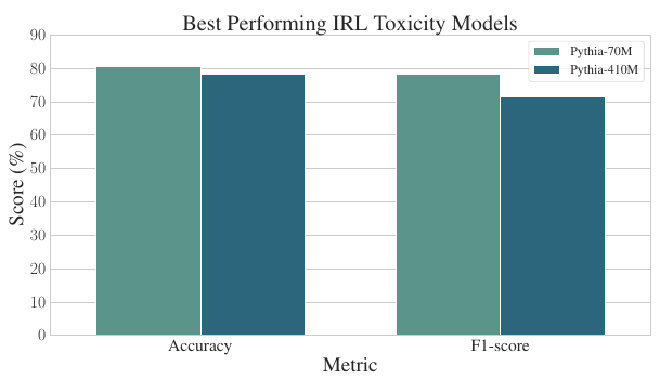 Best Performing IRL Toxicity Models
90
80
70
60
50
40
30
20
10
0
Score (%)
Pythia-70M
Pythia-410M
Accuracy
F1-score
Metric